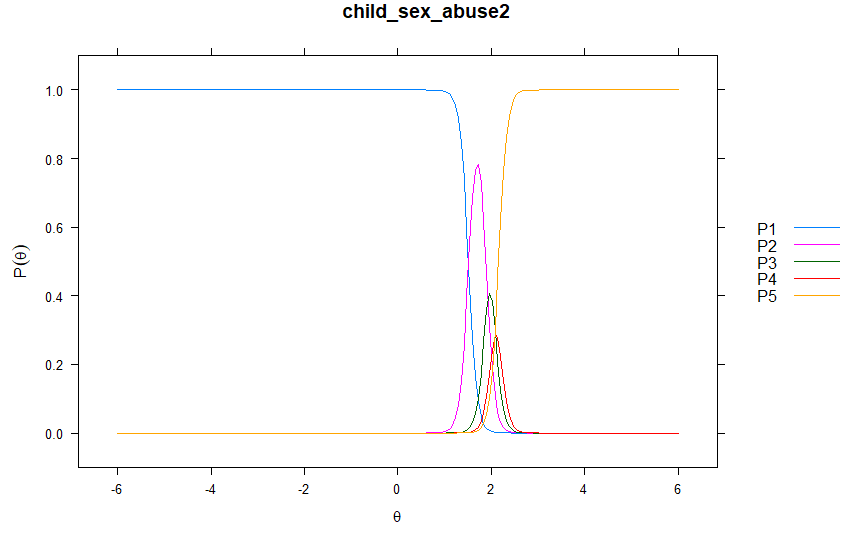 child_sex_abuse2
P(θ)
1.0
0.8
0.6
0.4
0.2
0.0
-6 -4 -2 0 2 4 6
θ
P1
P2
P3
P4
P5